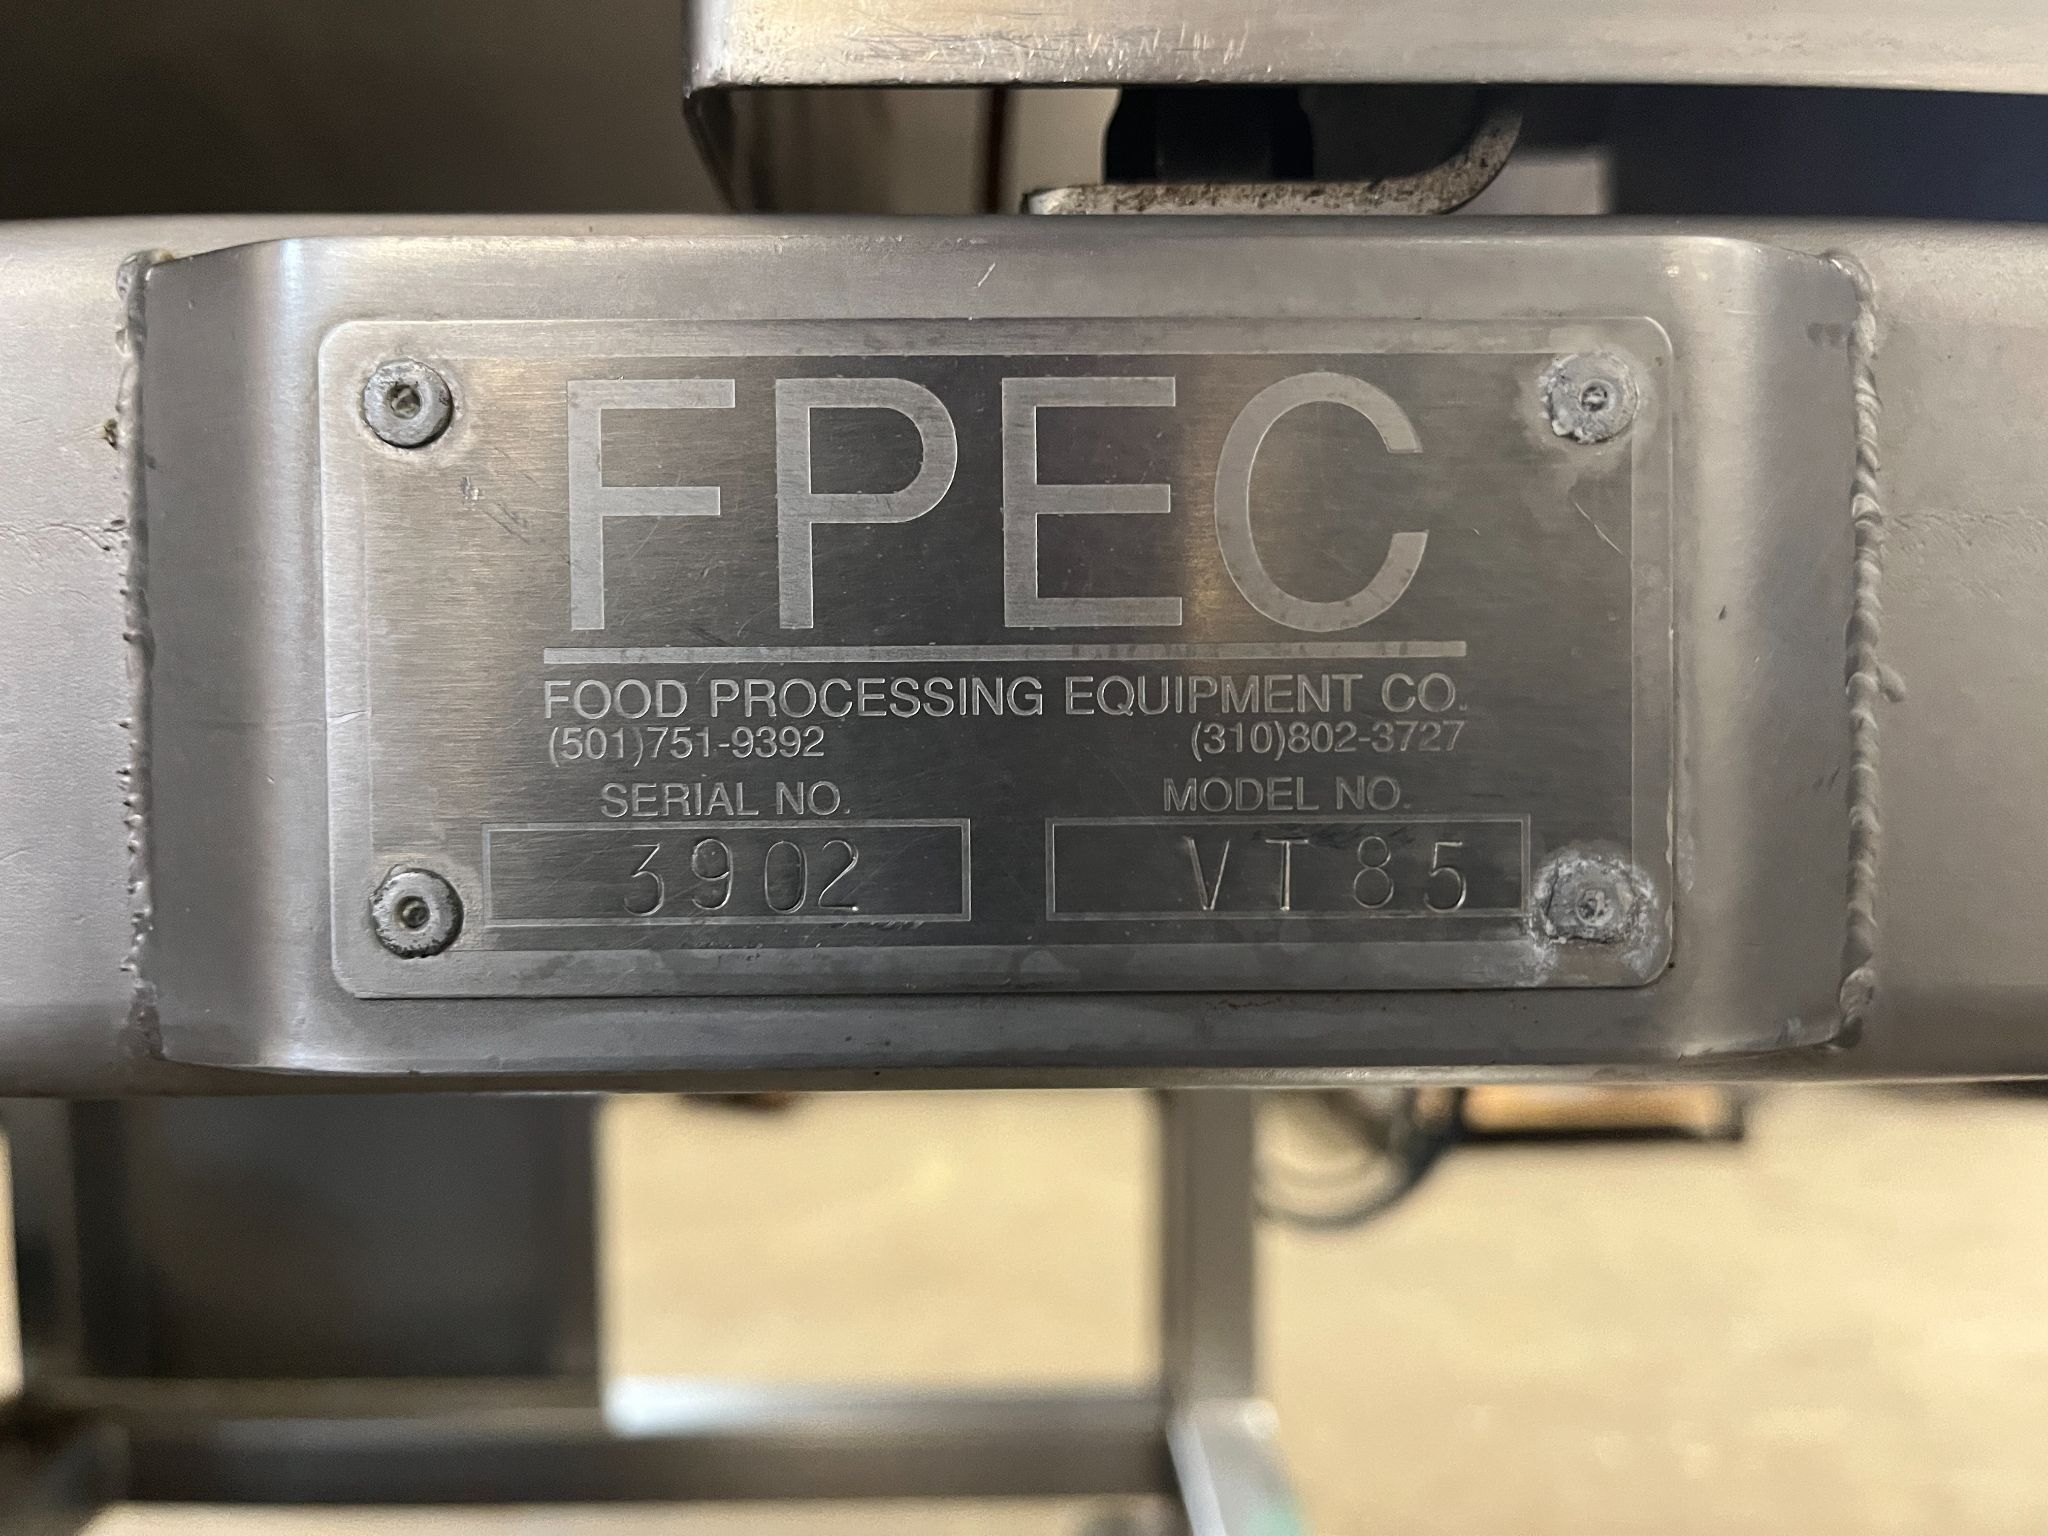 FPEC
FOOD PROCESSING EQUIPMENT CO.
(501)751-9392 (310)802-3727
SERIAL NO. MODEL NO.
3902 VT85